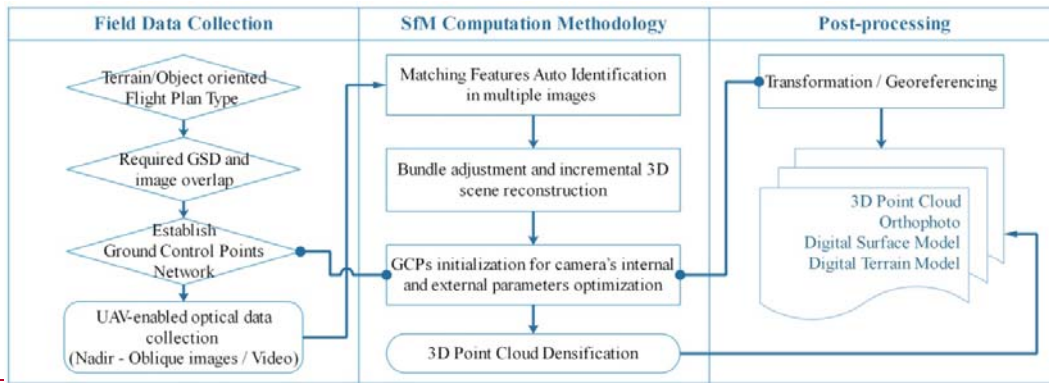 Field Data Collection
Terrain/Object oriented
Flight Plan Type
Required GSD and
image overlap
Establish
Ground Control Points
Network
UAV-enabled optical data
collection
(Nadir - Oblique images / Video)
SfM Computation Methodology
Matching Features Auto Identification
in multiple images
Bundle adjustment and incremental 3D
scene reconstruction
GCPs initialization for camera's internal
and external parameters optimization
3D Point Cloud Densification
Post-processing
Transformation / Georeferencing
3D Point Cloud
Orthophoto
Digital Surface Model
Digital Terrain Model